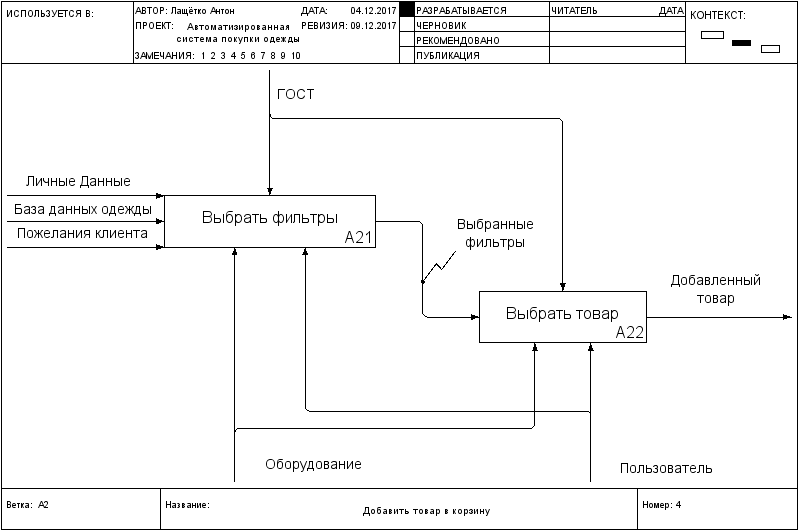 ИСПОЛЬЗУЕТСЯ В:
АВТОР: Лащётко Антон ДАТА: 04.12.2017
ПРОЕКТ: Автоматизированная РЕВИЗИЯ: 09.12.2017
система покупки одежды
ЗАМЕЧАНИЯ: 1 2 3 4 5 6 7 8 9 10
РАЗРАБАТЫВАЕТСЯ
ЧЕРНОВИК
РЕКОМЕНДОВАНО
ПУБЛИКАЦИЯ
ЧИТАТЕЛЬ ДАТА
КОНТЕКСТ:
ГОСТ
Личные Данные
База данных одежды
Пожелания клиента
Выбрать фильтры
A21
Выбранные
фильтры
Добавленный
товар
Выбрать товар
A22
Оборудование
Пользователь
Ветка: A2
Название:
Добавить товар в корзину
Номер: 4